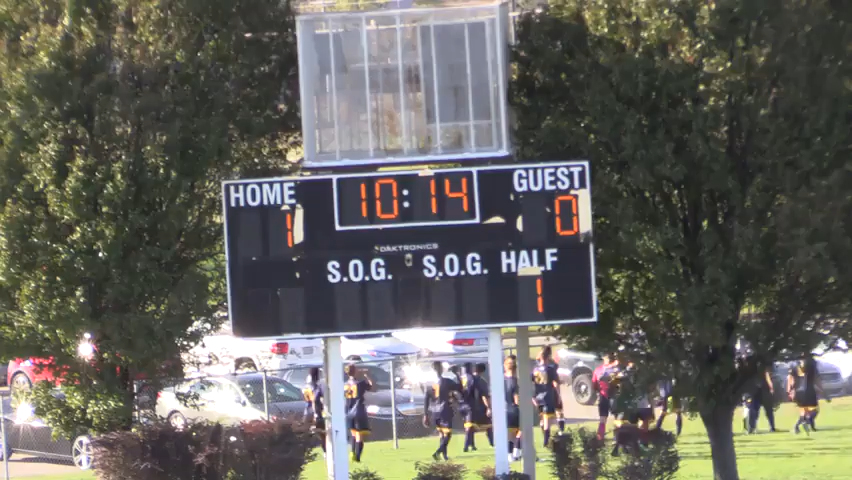 HOME 10:14 GUEST
1 0
DAKTRONICS
S.O.G. S.O.G. HALF
1